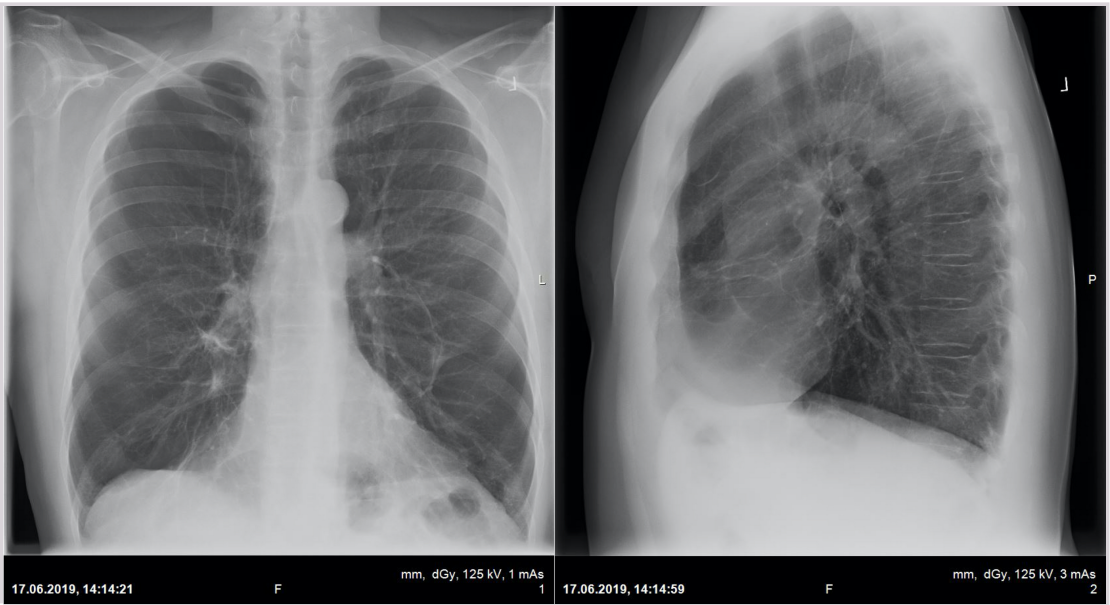 L
mm, dGy, 125 kV, 1 mAs
17.06.2019, 14:14:21 F 1
P
mm, dGy, 125 kV, 3 mAs
17.06.2019, 14:14:59 F 2